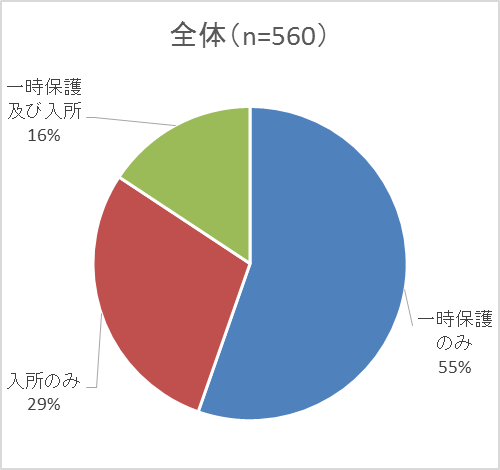 全体（n=560）
一時保護
及び入所
16%
一時保護
のみ
55%
入所のみ
29%